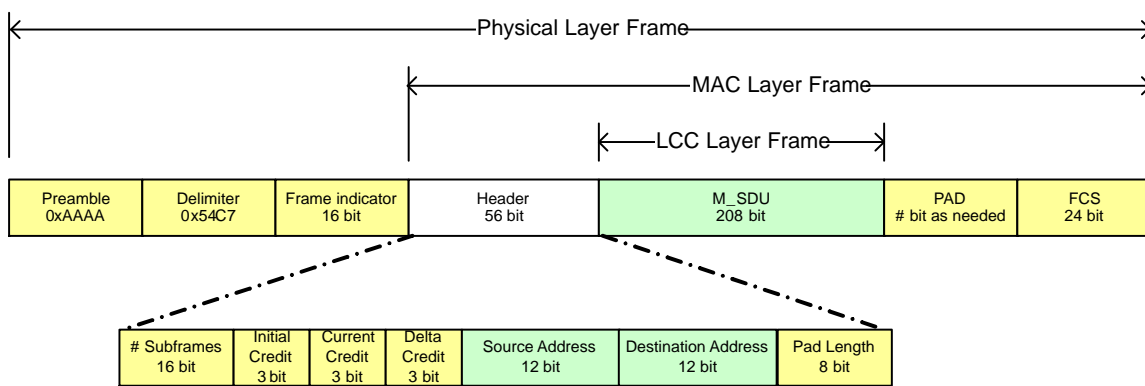 Physical Layer Frame
MAC Layer Frame
LCC Layer Frame
Preamble
0xAAAA
Delimiter
0x54C7
Frame indicator
16 bit
Header
56 bit
M_SDU
208 bit
PAD
# bit as needed
FCS
24 bit
# Subframes
16 bit
Initial
Credit
3 bit
Current
Credit
3 bit
Delta
Credit
3 bit
Source Address
12 bit
Destination Address
12 bit
Pad Length
8 bit